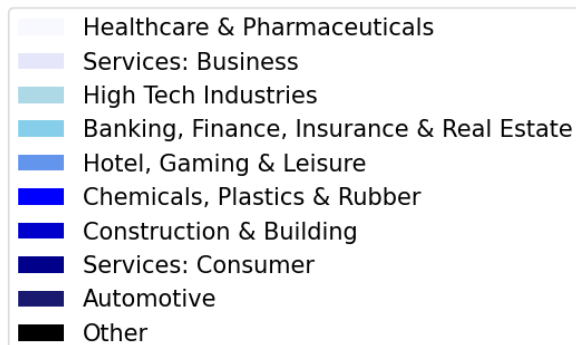 Healthcare & Pharmaceuticals
Services: Business
High Tech Industries
Banking, Finance, Insurance & Real Estate
Hotel, Gaming & Leisure
Chemicals, Plastics & Rubber
Construction & Building
Services: Consumer
Automotive
Other